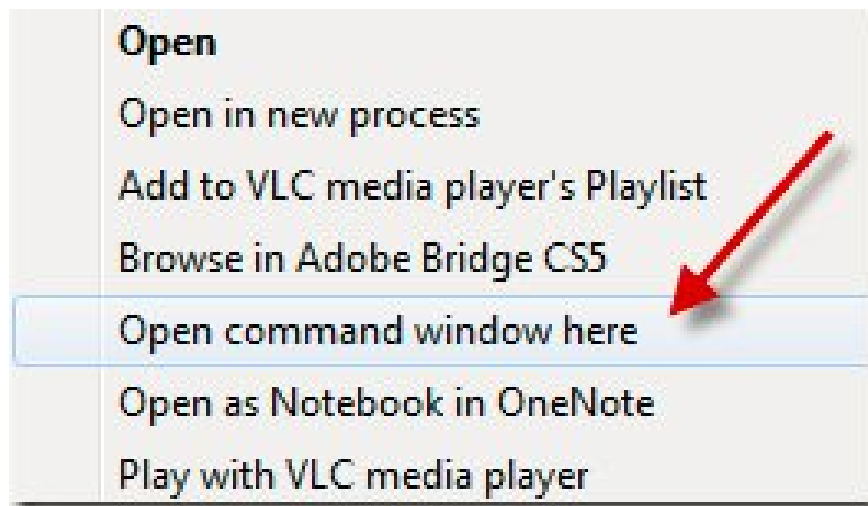 Open
Open in new process
Add to VLC media player's Playlist
Browse in Adobe Bridge CS5
Open command window here
Open as Notebook in OneNote
Play with VLC media player